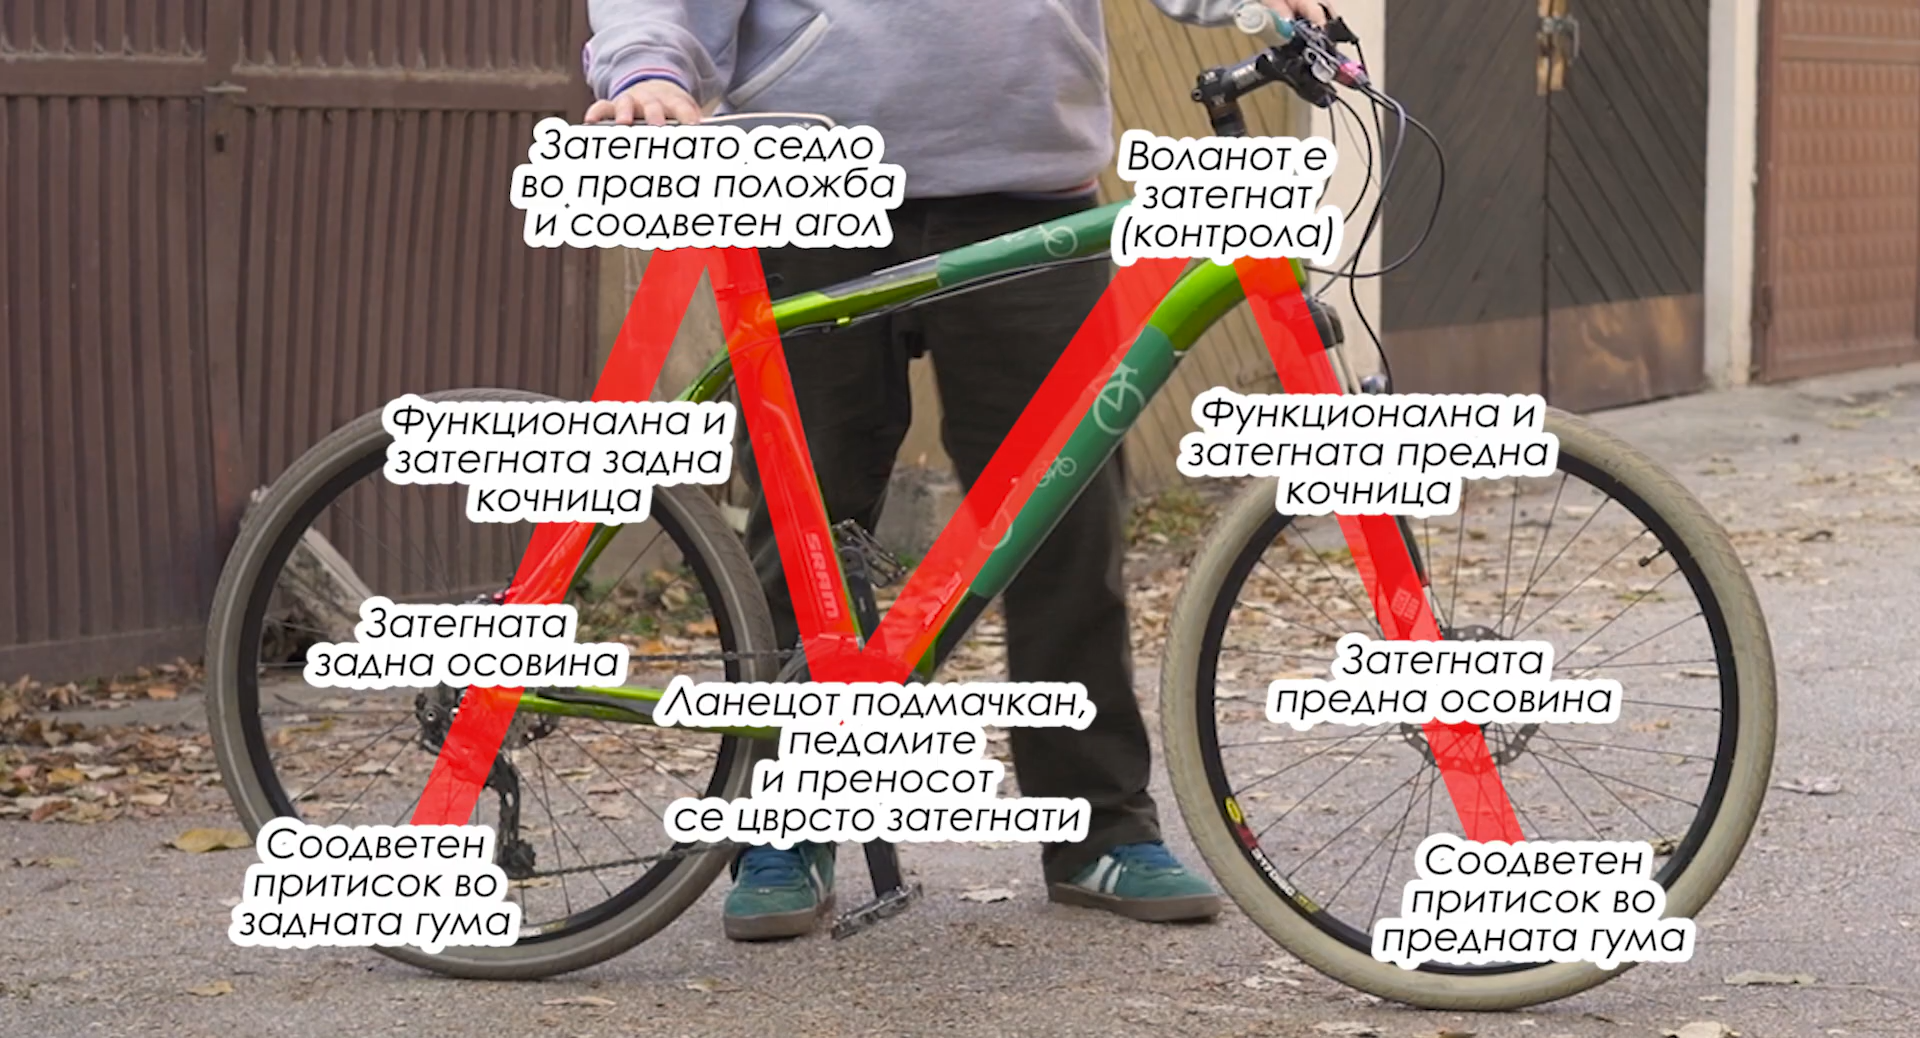 Затегнато седло
во права положба
и соодветен агол
Воланот е
затегнат
(контрола)
Функционална и
затегната задна
кочница
Функционална и
затегната предна
кочница
SRAM
Затегната
задна осовина
Затегната
предна осовина
Ланецот подмачкан,
педалите
и преносот
се цврсто затегнати
Соодветен
притисок во
задната гума
Соодветен
притисок во
предната гума